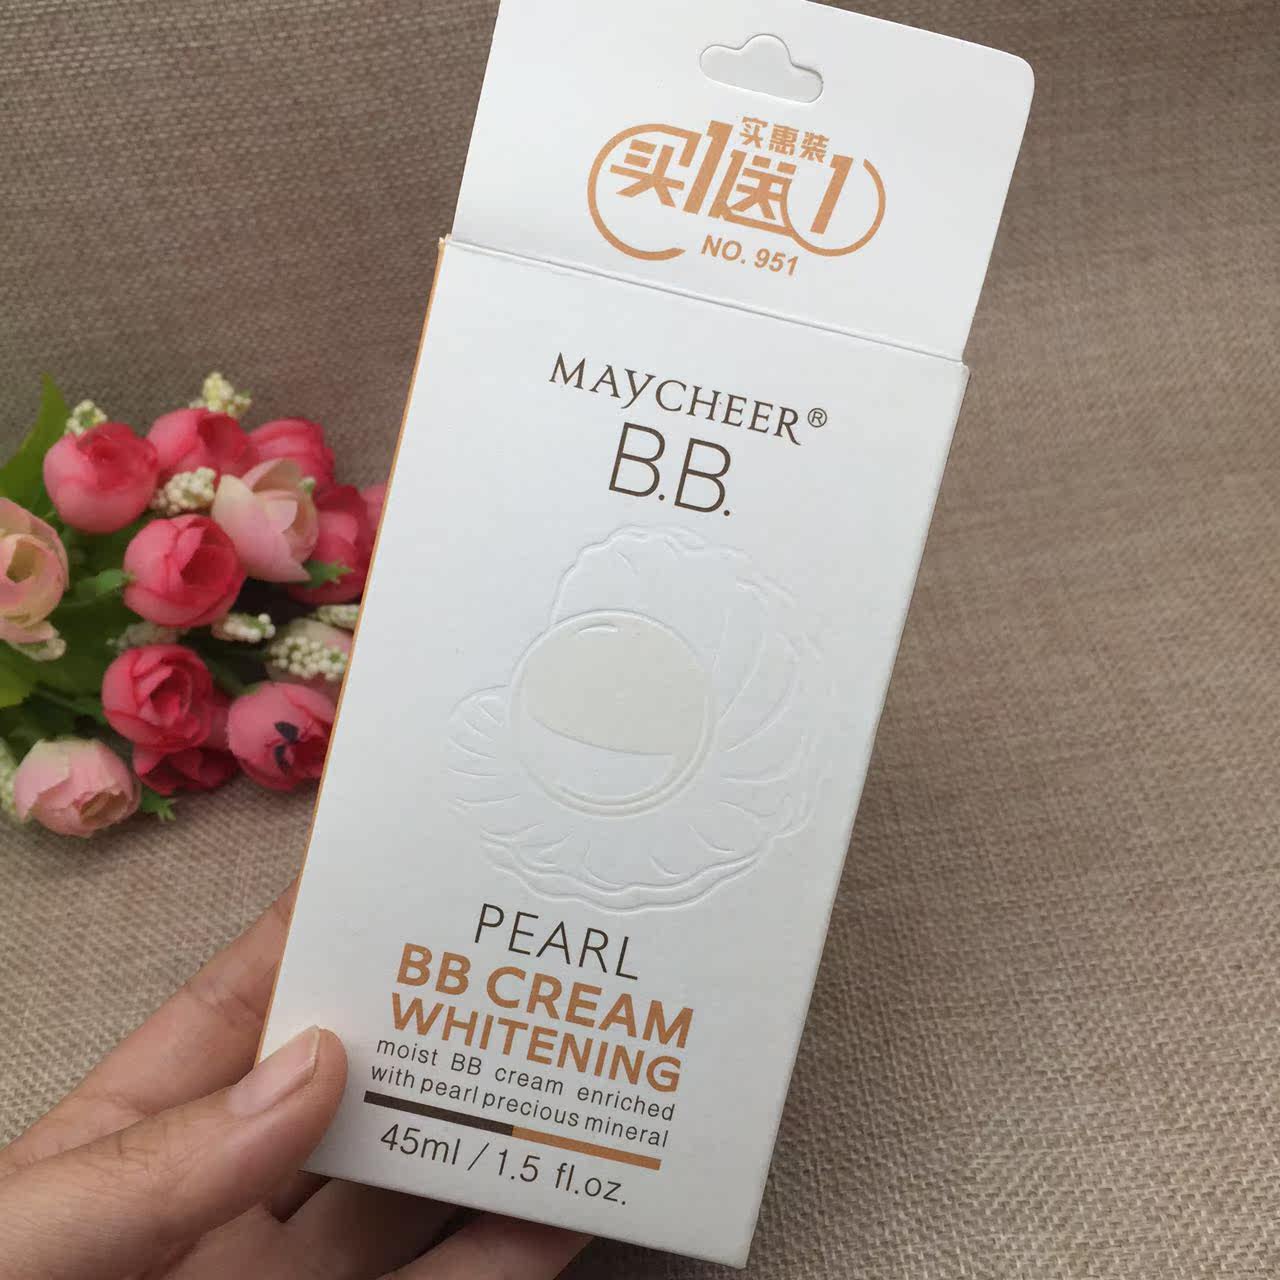 实惠装
买1送1
NO. 951
MAYCHEER®
B.B.
PEARL
BB CREAM
WHITENING
moist BB cream enriched
with pearl precious mineral
45ml / 1.5 fl.oz.